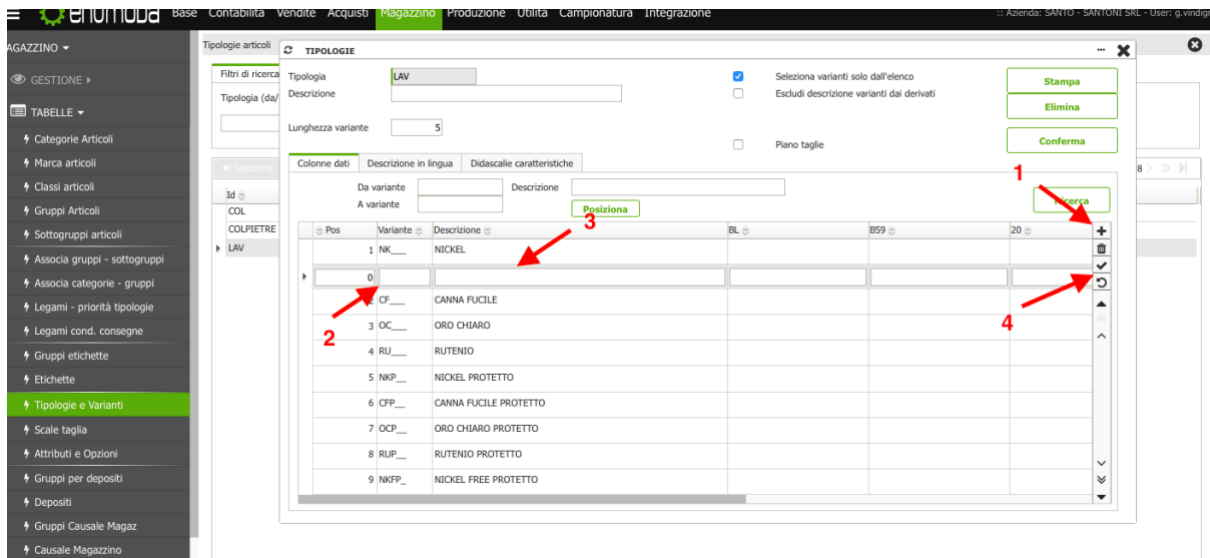 Base Contabilita Vendite Acquisti Magazzino Produzione Utilita Campionatura Integrazione
:: Azienda: SANTO - SANTONI SRL - User: g.vindig
AGAZZINO
GESTIONE
TABELLE
Categorie Articoli
Marca articoli
Classi articoli
Gruppi Articoli
Sottogruppi articoli
Associa gruppi - sottogruppi
Associa categorie - gruppi
Legami - priorità tipologie
Legami cond. consegne
Gruppi etichette
Etichette
Tipologie e Varianti
Scale taglia
Attributi e Opzioni
Gruppi per depositi
Depositi
Gruppi Causale Magaz
Causale Magazzino
Tipologie articoli
Filtri di ricerca
Tipologia (da/
Id
COL
COLPIETRE
LAV
8
TIPOLOGIE
Tipologia LAV
Descrizione
Lunghezza variante 5
Seleziona varianti solo dall'elenco
Escludi descrizione varianti dai derivati
Piano taglie
Stampa
Elimina
Conferma
Colonne dati Descrizione in lingua Didascalie caratteristiche
Da variante Descrizione
A variante Posiziona
Ricerca
Pos Variante Descrizione BL B59 20
1 NK___ NICKEL
0
CF___ CANNA FUCILE
3 OC___ ORO CHIARO
4 RU___ RUTENIO
5 NKP__ NICKEL PROTETTO
6 CFP__ CANNA FUCILE PROTETTO
7 OCP__ ORO CHIARO PROTETTO
8 RUP__ RUTENIO PROTETTO
9 NKFP_ NICKEL FREE PROTETTO
1
2
3
4